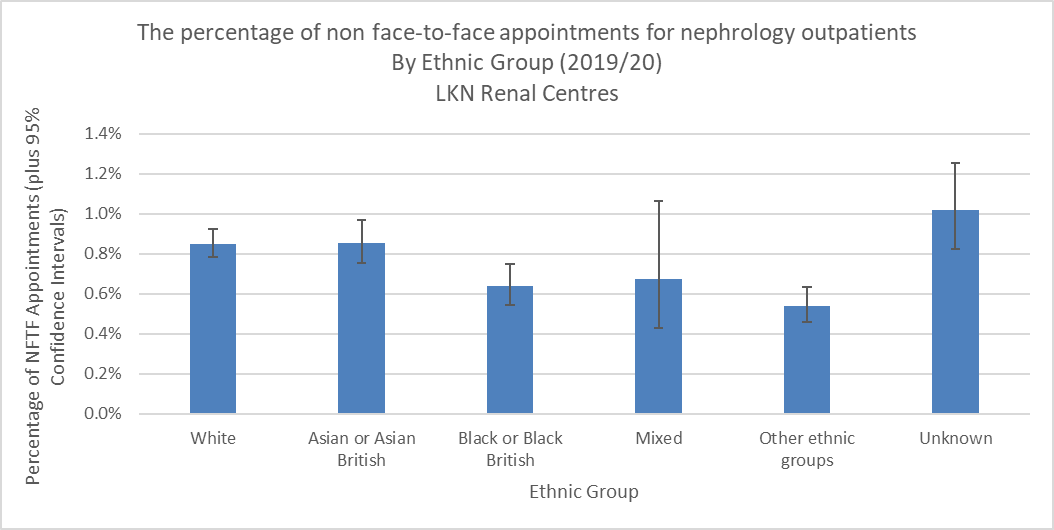 The percentage of non face-to-face appointments for nephrology outpatients
By Ethnic Group (2019/20)
LKN Renal Centres
Percentage of NFTF Appointments (plus 95%
Confidence Intervals)
1.4%
1.2%
1.0%
0.8%
0.6%
0.4%
0.2%
0.0%
White
Asian or Asian
British
Black or Black
British
Mixed
Other ethnic
groups
Unknown
Ethnic Group